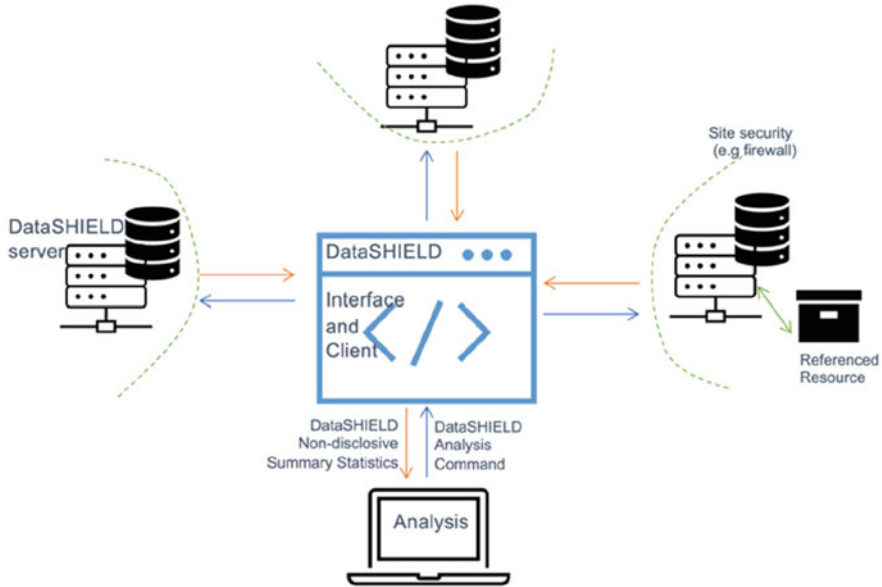 Site security
(e.g firewall)
DataSHIELD
server
DataSHIELD
Interface
and
Client
Referenced
Resource
DataSHIELD
Non-disclosive
Summary Statistics
DataSHIELD
Analysis
Command
Analysis